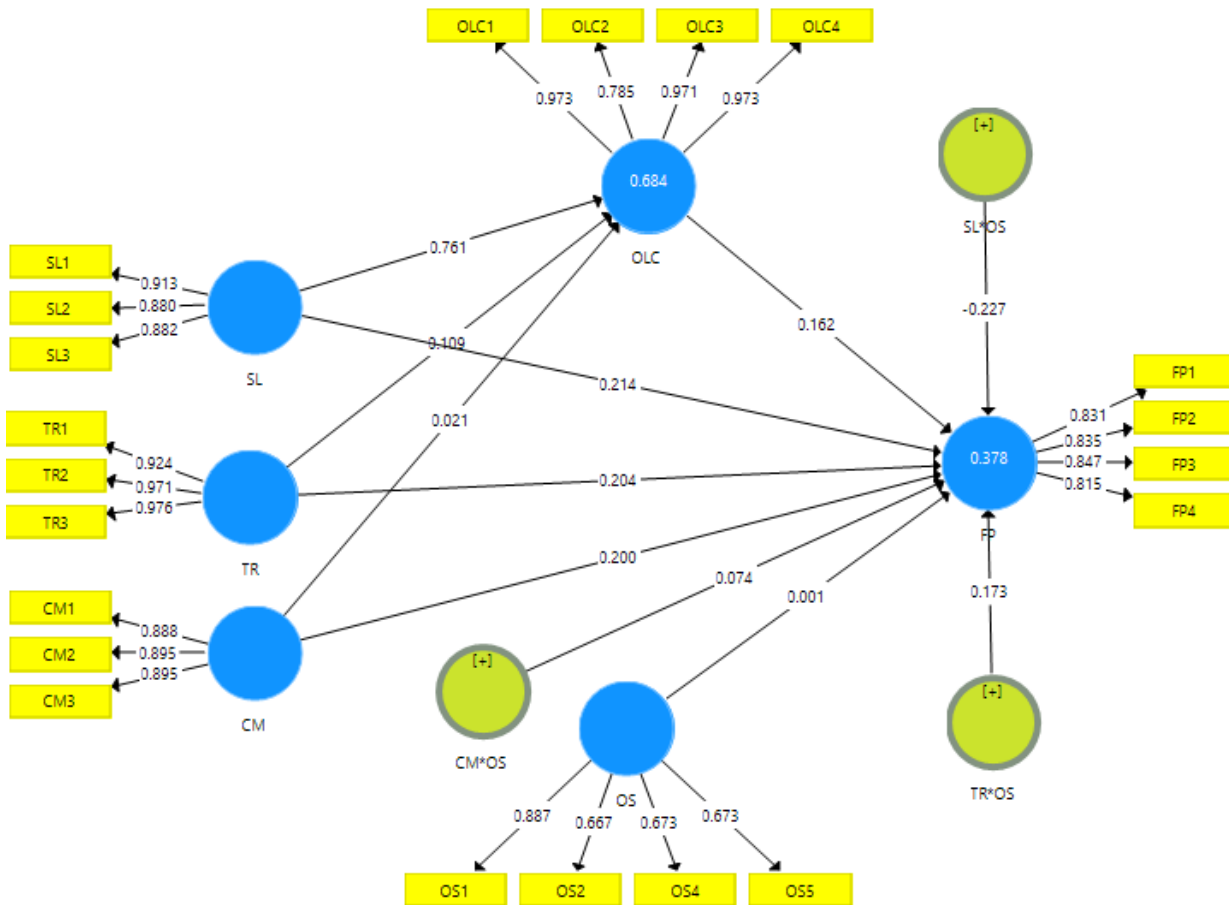 OLC1 OLC2 OLC3 OLC4
0.973 0.785 0.971 0.973
[+]
0.684
SL*OS
OLC
SL1
SL2
SL3
0.913
0.880
0.882
SL
0.761
0.109
0.021
0.162
-0.227
0.214
TR1
TR2
TR3
0.924
0.971
0.976
TR
0.204
FP1
FP2
FP3
FP4
0.831
0.835
0.847
0.815
0.378
FP
CM1
CM2
CM3
0.888
0.895
0.895
CM
0.200
0.074
0.001
0.173
[+]
CM*OS
[+]
TR*OS
OS
0.887 0.667 0.673 0.673
OS1 OS2 OS4 OS5